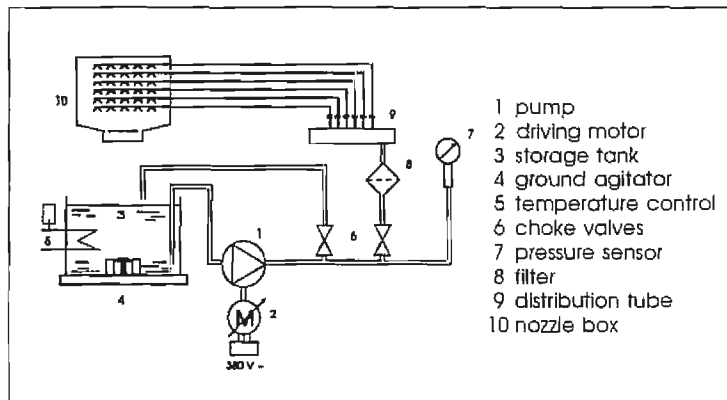 30
9
7
8
3
5
6
1
4
M
2
380 V ~
1 pump
2 driving motor
3 storage tank
4 ground agitator
5 temperature control
6 choke valves
7 pressure sensor
8 filter
9 distribution tube
10 nozzle box